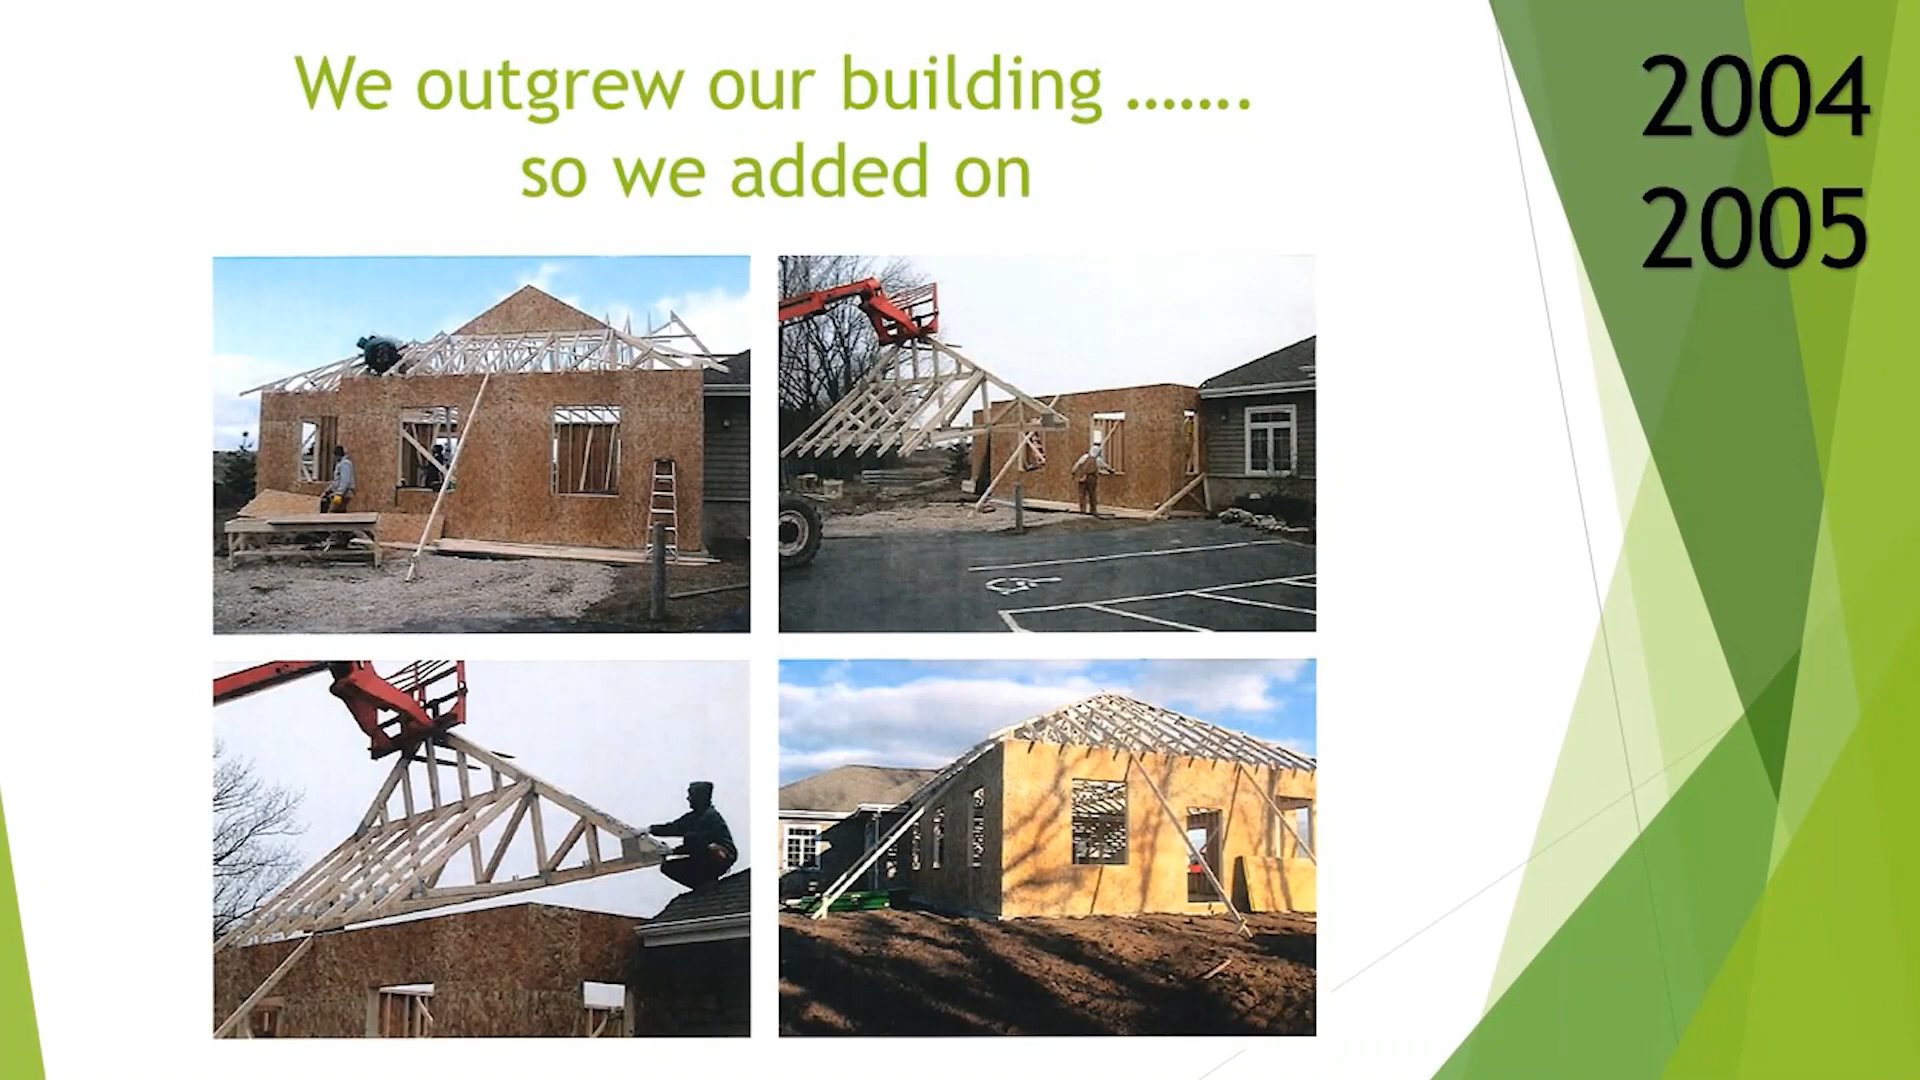 We outgrew our building …….
so we added on
2004
2005